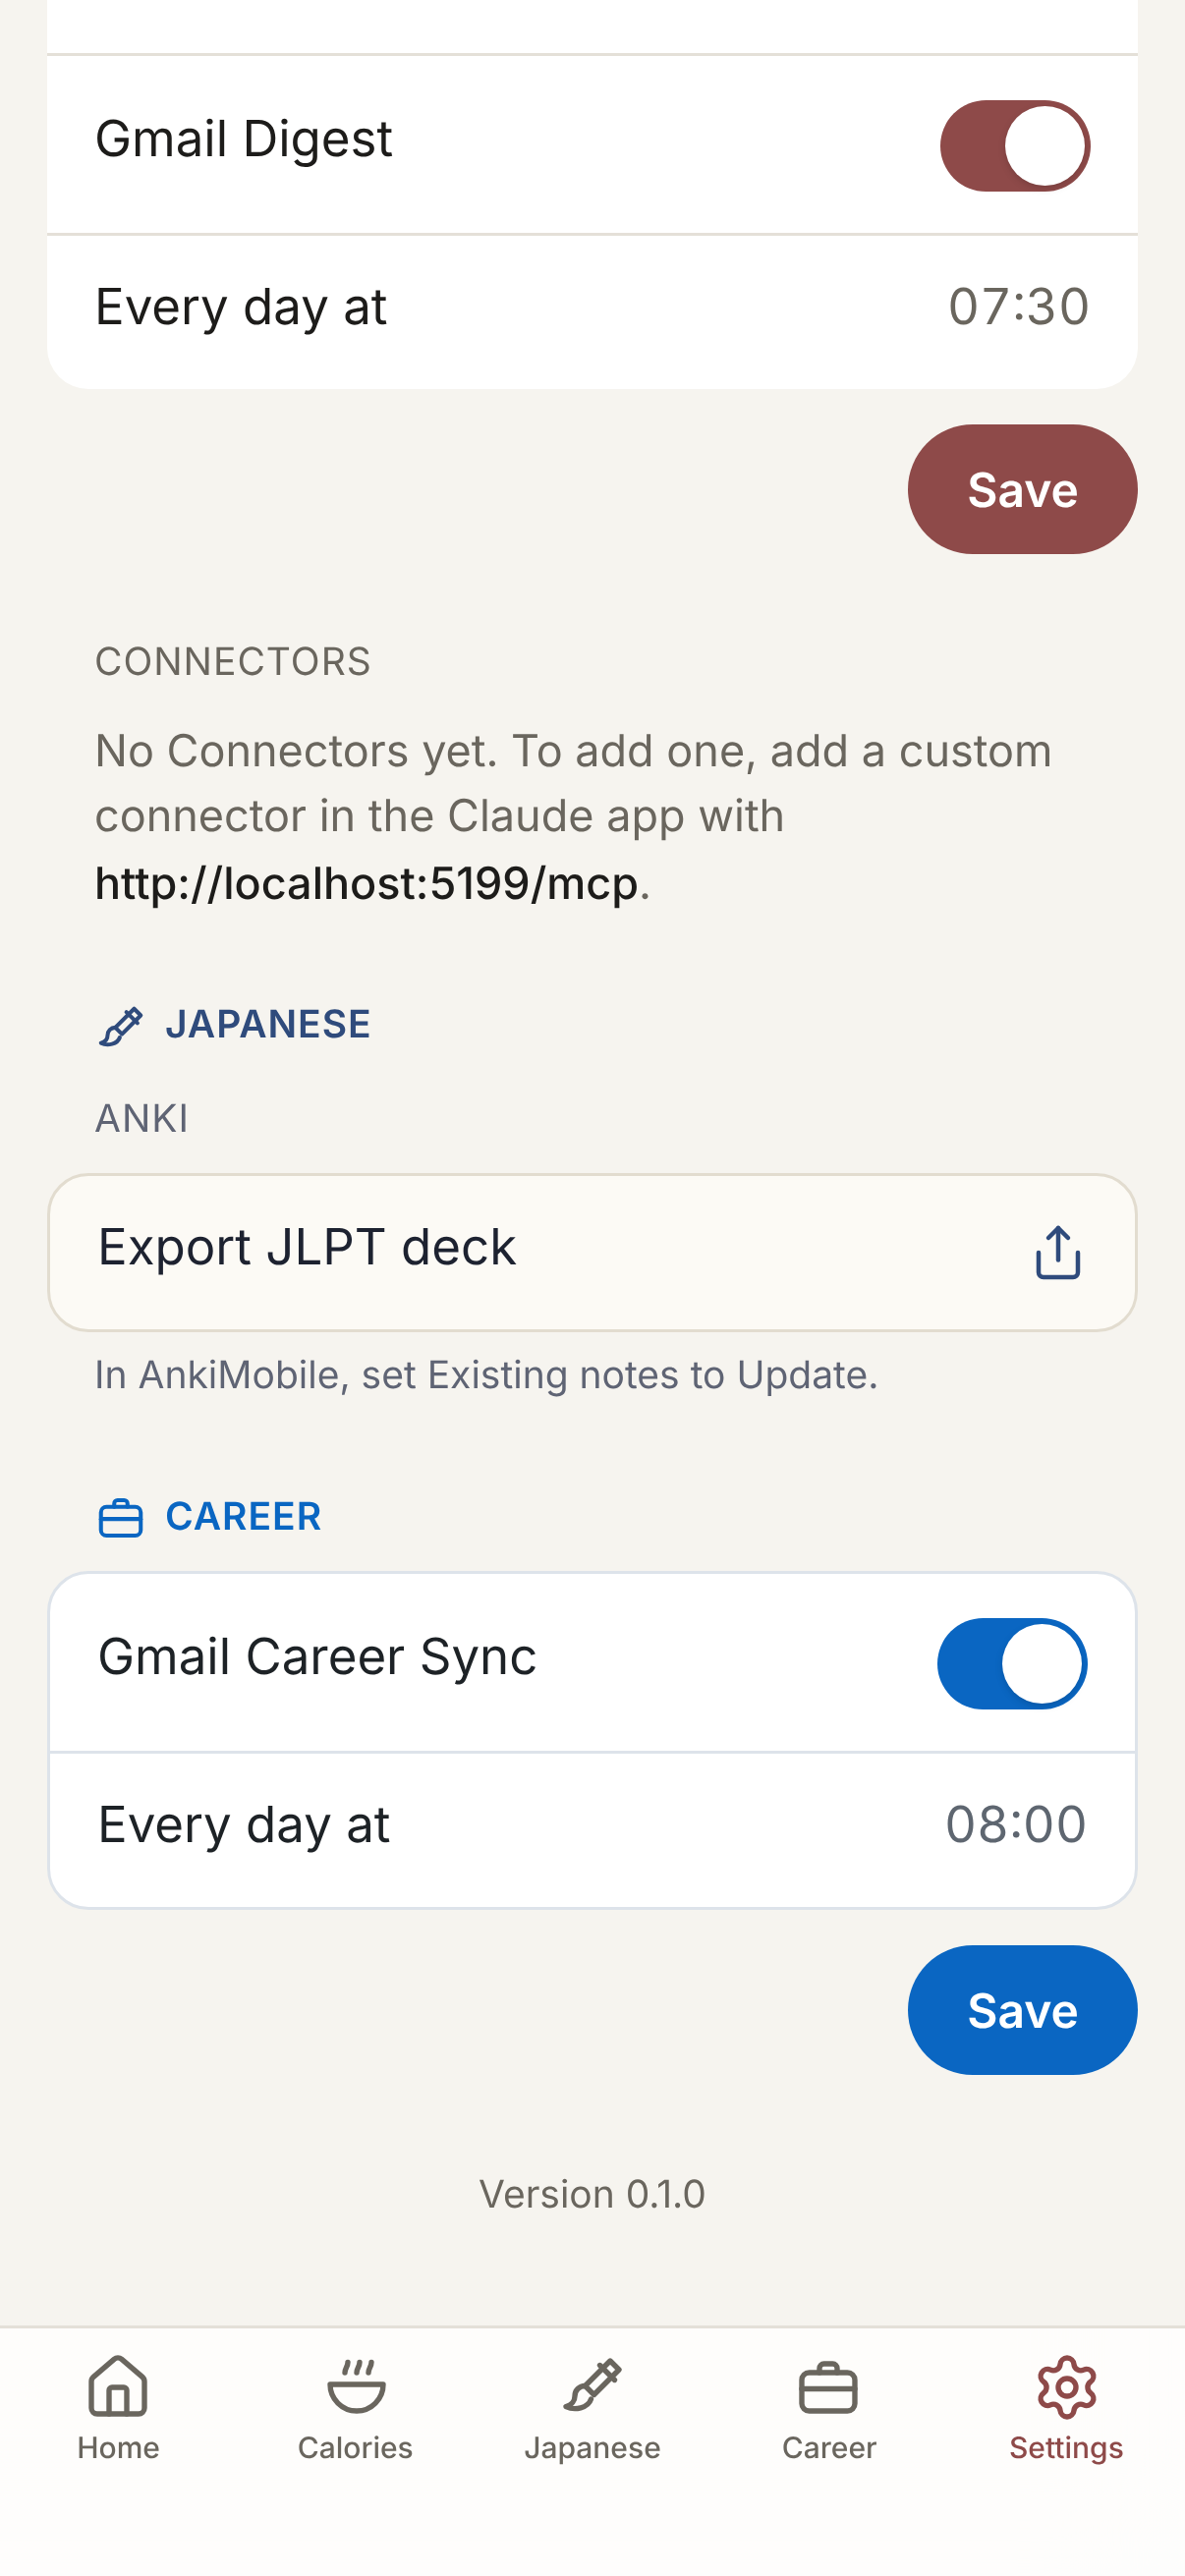 Gmail Digest
Every day at 07:30
Save
CONNECTORS
No Connectors yet. To add one, add a custom
connector in the Claude app with
http://localhost:5199/mcp.
JAPANESE
ANKI
Export JLPT deck
In AnkiMobile, set Existing notes to Update.
CAREER
Gmail Career Sync
Every day at 08:00
Save
Version 0.1.0
Home Calories Japanese Career Settings